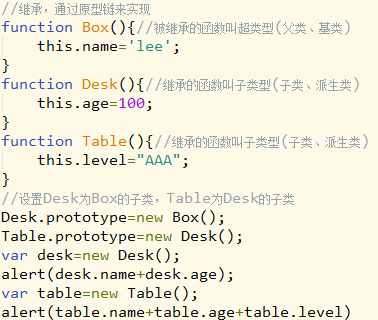 //继承，通过原型链来实现
function Box(){//被继承的函数叫超类型(父类、基类)
    this.name='lee';
}
function Desk(){//继承的函数叫子类型(子类、派生类)
    this.age=100;
}
function Table(){//继承的函数叫子类型(子类、派生类)
    this.level="AAA";
}
//设置Desk为Box的子类，Table为Desk的子类
Desk.prototype=new Box();
Table.prototype=new Desk();
var desk=new Desk();
alert(desk.name+desk.age);
var table=new Table();
alert(table.name+table.age+table.level)